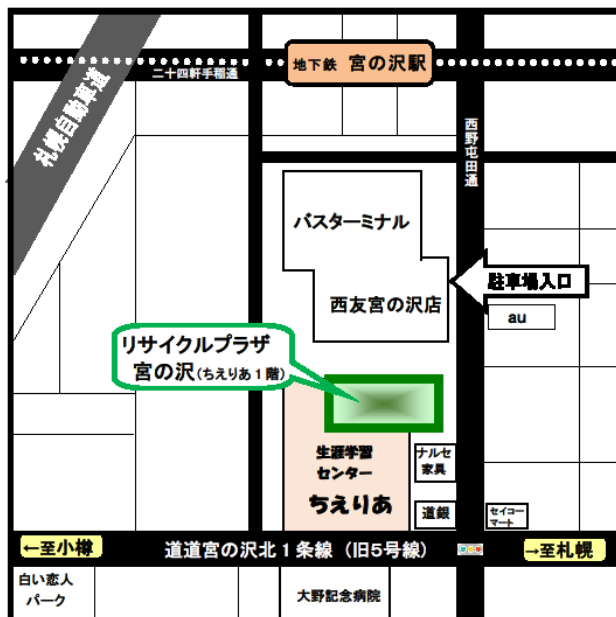 地下鉄 宮の沢駅
二十四軒手稲通
札幌自動車道
西野屯田通
バスターミナル
駐車場入口
西友宮の沢店
au
リサイクルプラザ
宮の沢(ちえりあ1階)
生涯学習
センター
ちえりあ
ナルセ
家具
道銀
セイコー
マート
←至小樽
道道宮の沢北1条線(旧5号線)
→至札幌
白い恋人
パーク
大野記念病院